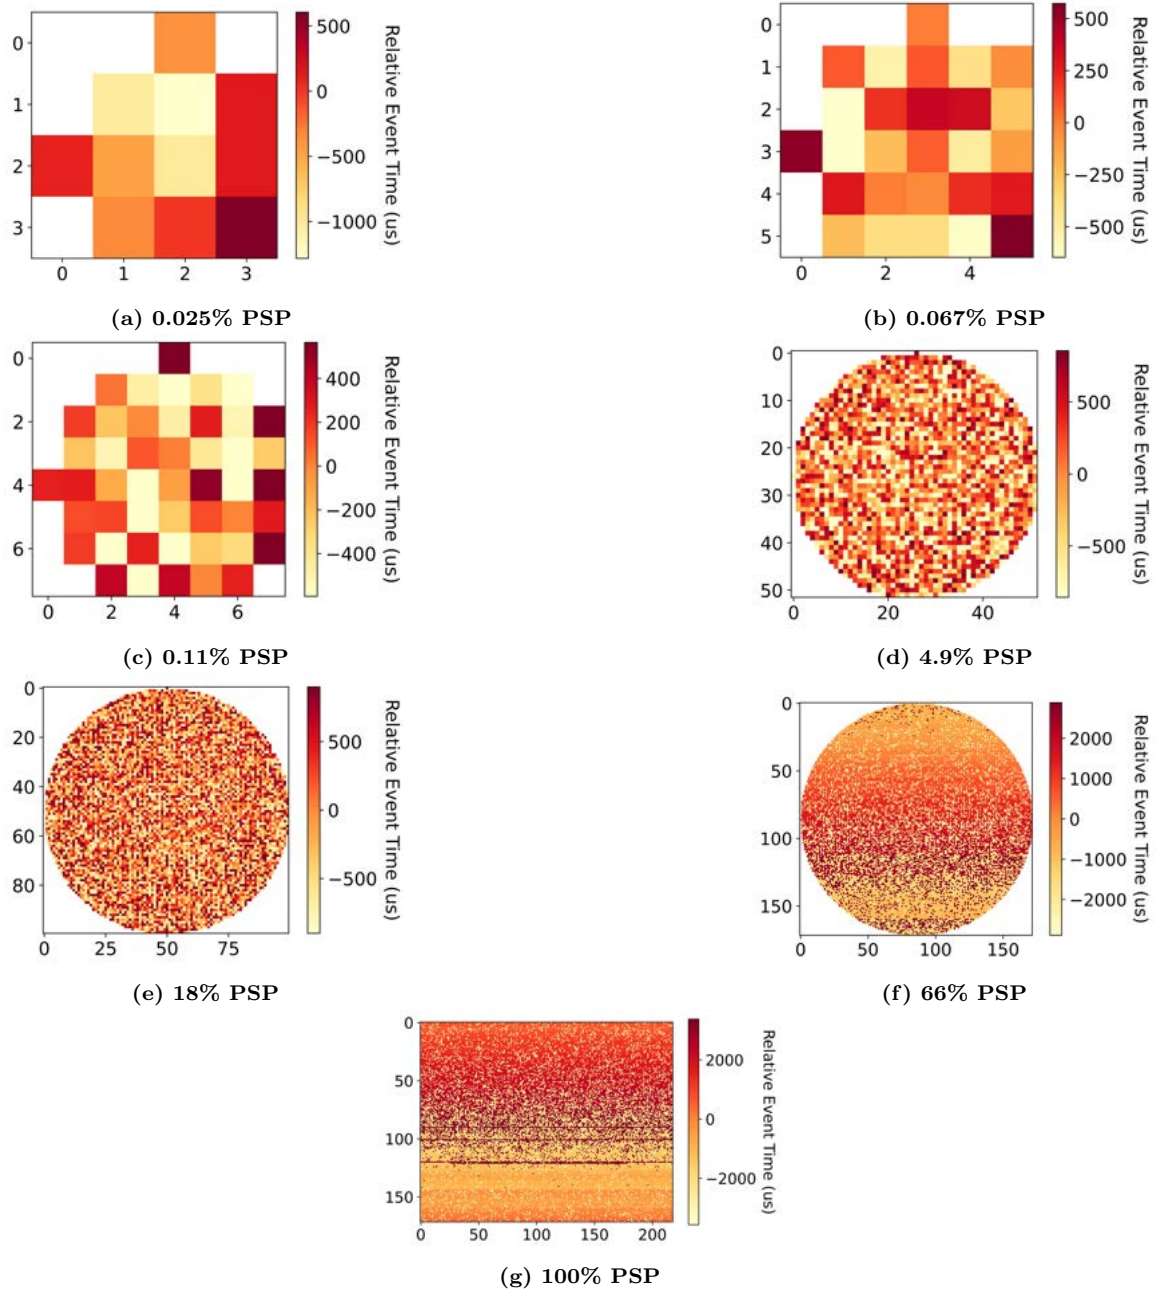 0
1
2
3
0 1 2 3
500
0
−500
−1000
Relative Event Time (us)
(a) 0.025% PSP
0
1
2
3
4
5
0 2 4
500
250
0
−250
−500
Relative Event Time (us)
(b) 0.067% PSP
0
2
4
6
0 2 4 6
400
200
0
−200
−400
Relative Event Time (us)
(c) 0.11% PSP
0
10
20
30
40
50
0 20 40
500
0
−500
Relative Event Time (us)
(d) 4.9% PSP
0
20
40
60
80
0 25 50 75
500
0
−500
Relative Event Time (us)
(e) 18% PSP
0
50
100
150
0 50 100 150
2000
1000
0
−1000
−2000
Relative Event Time (us)
(f) 66% PSP
0
50
100
150
0 50 100 150 200
2000
0
−2000
Relative Event Time (us)
(g) 100% PSP